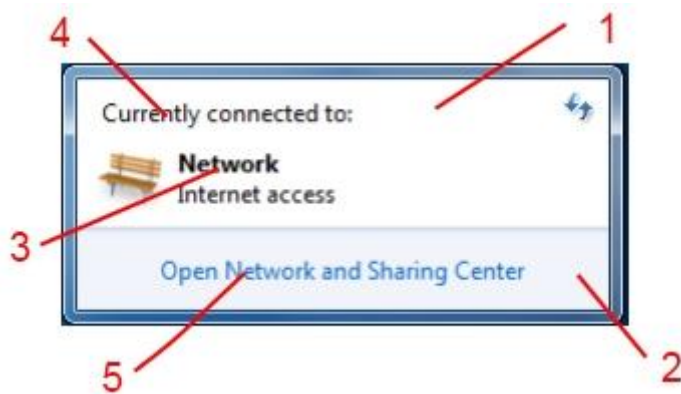 4
1
Currently connected to:
Network
Internet access
3
Open Network and Sharing Center
5
2